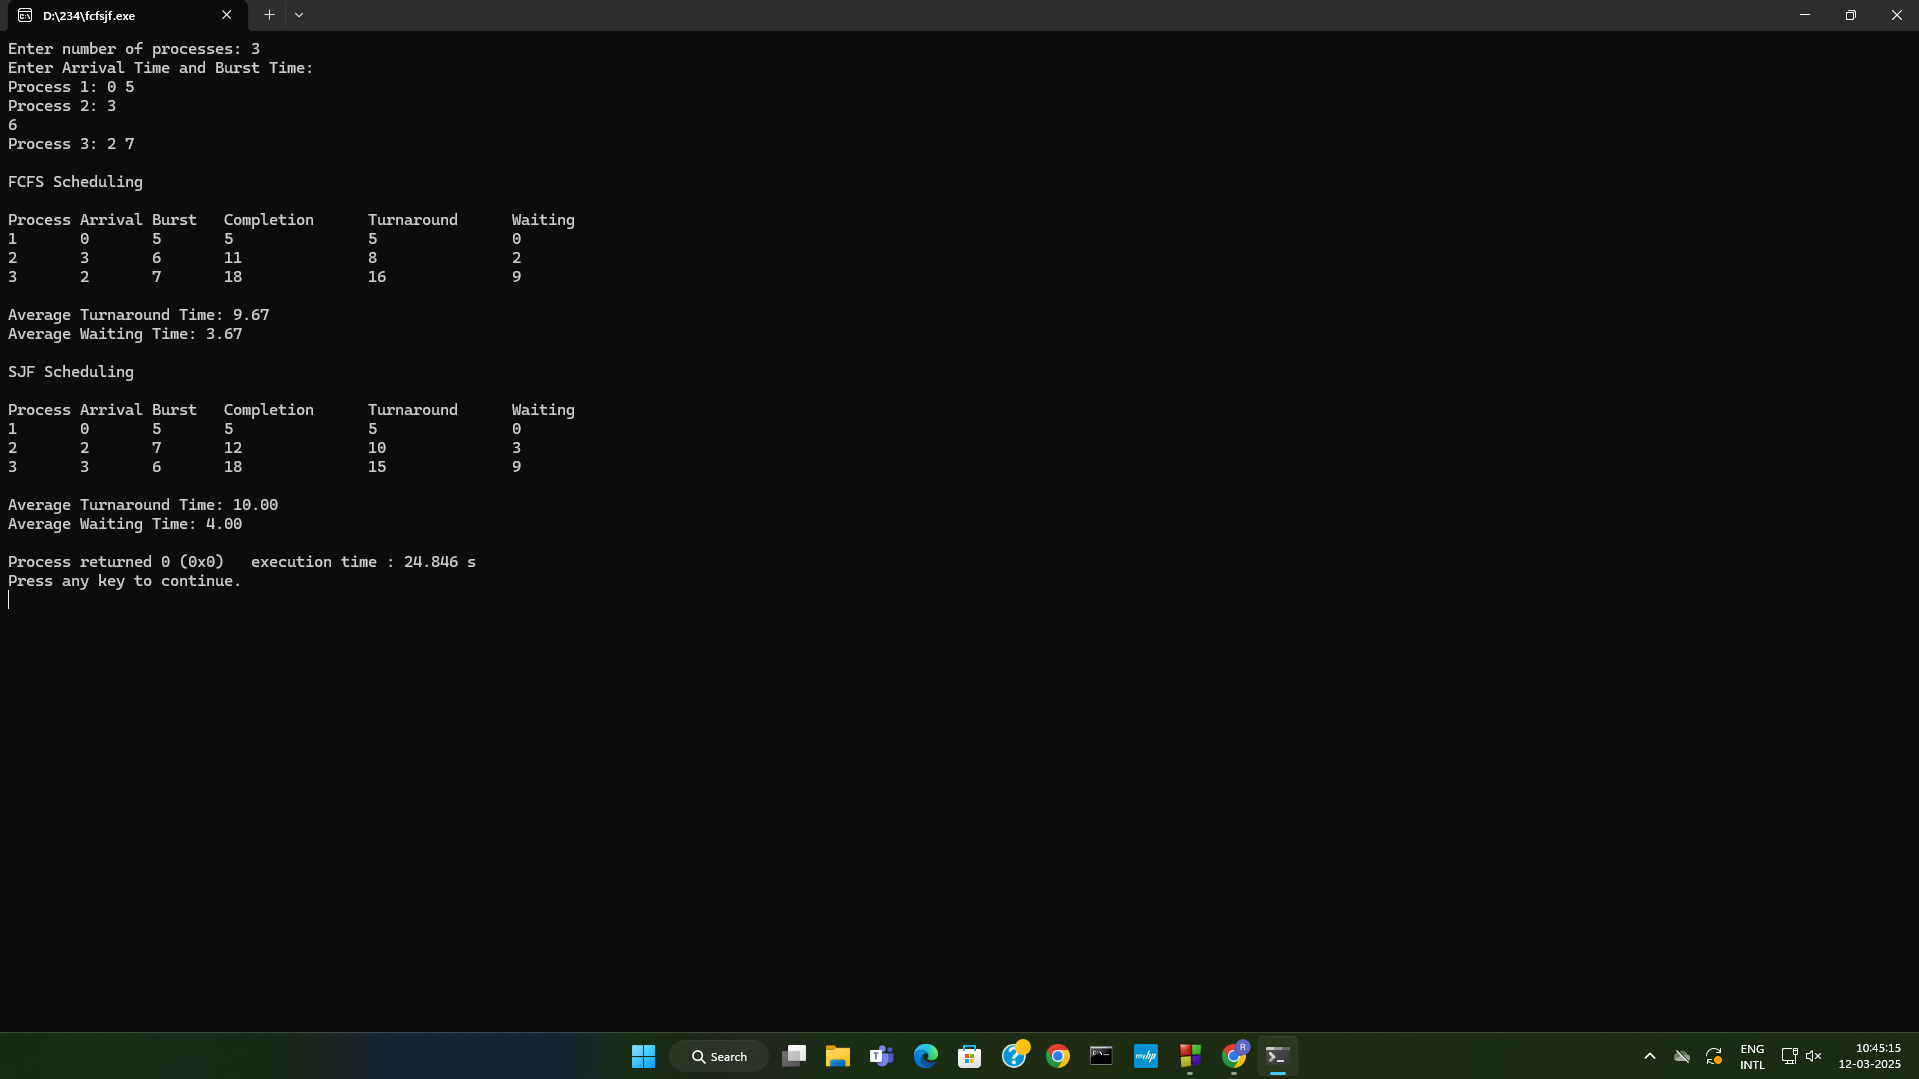 D:\234\fcfsjf.exe
Enter number of processes: 3
Enter Arrival Time and Burst Time:
Process 1: 0 5
Process 2: 3
6
Process 3: 2 7
FCFS Scheduling
Process Arrival Burst Completion Turnaround Waiting
1 0 5 5 5 0
2 3 6 11 8 2
3 2 7 18 16 9
Average Turnaround Time: 9.67
Average Waiting Time: 3.67
SJF Scheduling
Process Arrival Burst Completion Turnaround Waiting
1 0 5 5 5 0
2 2 7 12 10 3
3 3 6 18 15 9
Average Turnaround Time: 10.00
Average Waiting Time: 4.00
Process returned 0 (0x0) execution time : 24.846 s
Press any key to continue.
Search
T
myhp
R
ENG
INTL
10:45:15
12-03-2025